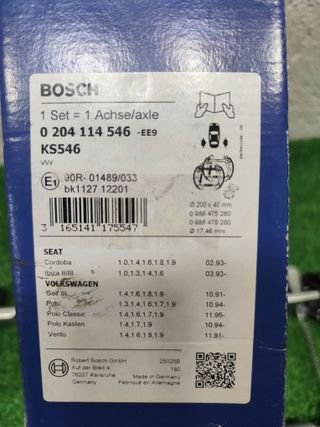 BOSCH
1 Set = 1 Achse/axle
0 204 114 546 -EE9
KS546
VW
E1 90R- 01489/033
bk1127 12201
3 165141 175547
Ø 200 x 40 mm
0 986 475 260
0 986 475 260
Ø 17,46 mm
SEAT
Cordoba 1.0,1.4,1.6,1.8,1.9 02.93-
Ibiza II/III 1.0,1.3,1.4,1.6 03.93-
VOLKSWAGEN
Golf III 1.4,1.6,1.8,1.9 10.91-
Polo 1.3,1.4,1.6,1.7,1.9 10.94-
Polo Classic 1.4,1.6,1.7,1.9 11.95-
Polo Kasten 1.4,1.7,1.9 10.94-
Vento 1.4,1.6,1.8,1.9 11.91-
Robert Bosch GmbH
Auf der Breit 4
76227 Karlsruhe
Germany
25025B
180
Made in Germany
Fabriqué en Allemagne